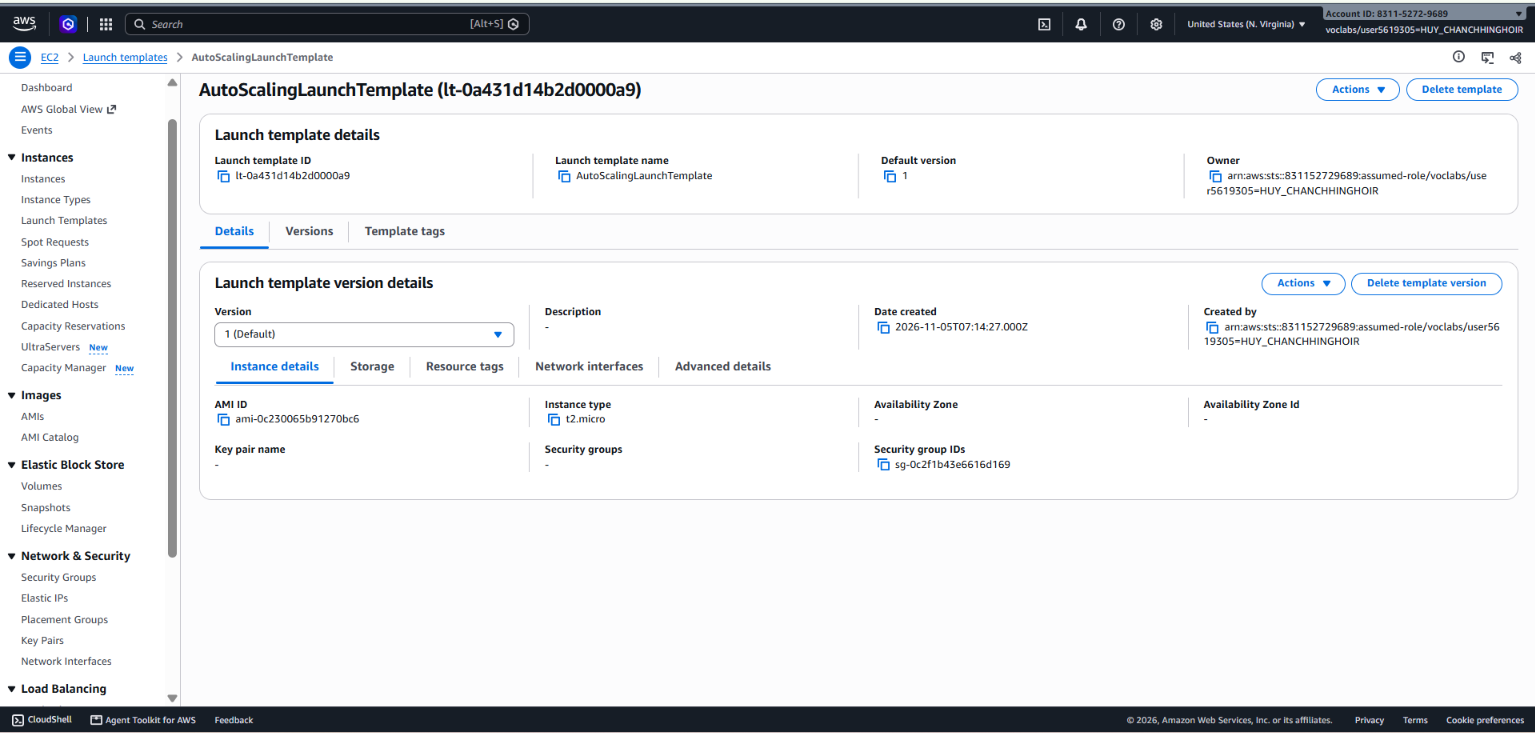 aws
Search
[Alt+S]
United States (N. Virginia)
Account ID: 8311-5272-9689
voclabs/user5619305=HUY_CHANCHHINGHOIR
EC2
Launch templates
AutoScalingLaunchTemplate
Dashboard
AWS Global View
Events
Instances
Instances
Instance Types
Launch Templates
Spot Requests
Savings Plans
Reserved Instances
Dedicated Hosts
Capacity Reservations
UltraServers New
Capacity Manager New
Images
AMIs
AMI Catalog
Elastic Block Store
Volumes
Snapshots
Lifecycle Manager
Network & Security
Security Groups
Elastic IPs
Placement Groups
Key Pairs
Network Interfaces
Load Balancing
AutoScalingLaunchTemplate (lt-0a431d14b2d0000a9)
Actions
Delete template
Launch template details
Launch template ID
lt-0a431d14b2d0000a9
Launch template name
AutoScalingLaunchTemplate
Default version
1
Owner
arn:aws:sts::831152729689:assumed-role/voclabs/use
r5619305=HUY_CHANCHHINGHOIR
Details
Versions
Template tags
Launch template version details
Actions
Delete template version
Version
1 (Default)
Description
-
Date created
2026-11-05T07:14:27.000Z
Created by
arn:aws:sts::831152729689:assumed-role/voclabs/user56
19305=HUY_CHANCHHINGHOIR
Instance details
Storage
Resource tags
Network interfaces
Advanced details
AMI ID
ami-0c230065b91270bc6
Instance type
t2.micro
Availability Zone
-
Availability Zone Id
-
Key pair name
-
Security groups
-
Security group IDs
sg-0c2f1b43e6616d169
CloudShell
Agent Toolkit for AWS
Feedback
© 2026, Amazon Web Services, Inc. or its affiliates.
Privacy
Terms
Cookie preferences